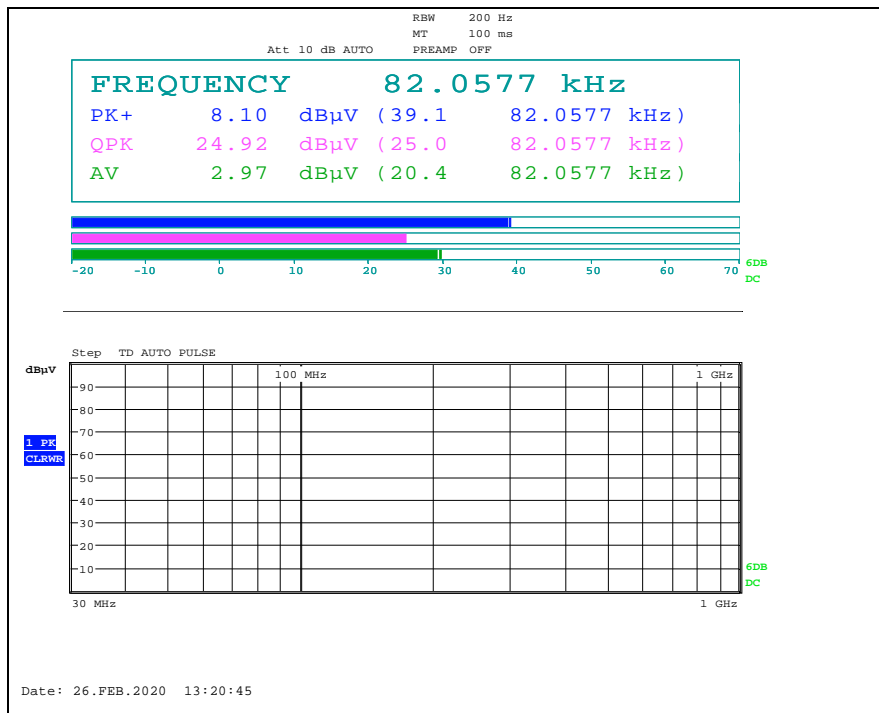 RBW 200 Hz
MT 100 ms
Att 10 dB AUTO PREAMP OFF
FREQUENCY 82.0577 kHz
PK+ 8.10 dBµV (39.1 82.0577 kHz)
QPK 24.92 dBµV (25.0 82.0577 kHz)
AV 2.97 dBµV (20.4 82.0577 kHz)
-20 -10 0 10 20 30 40 50 60 70
6DB
DC
Step TD AUTO PULSE
dBµV
100 MHz 1 GHz
90
80
70
1 PK
CLRWR
60
50
40
30
20
10
6DB
DC
30 MHz 1 GHz
Date: 26.FEB.2020 13:20:45